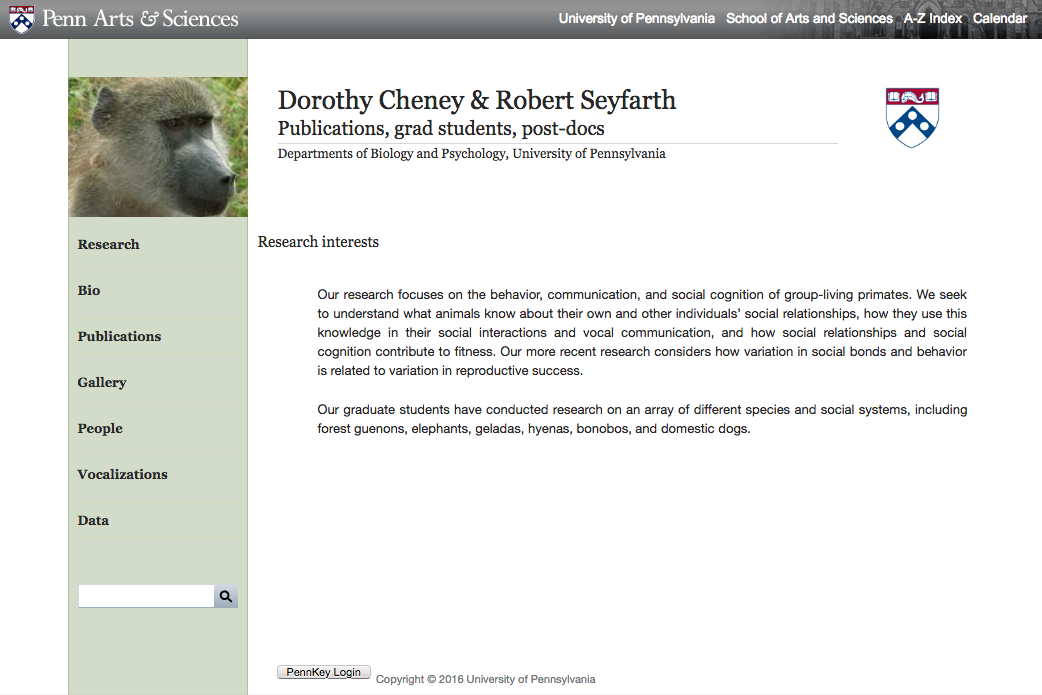 Penn Arts & Sciences
University of Pennsylvania School of Arts and Sciences A-Z Index Calendar
Dorothy Cheney & Robert Seyfarth
Publications, grad students, post-docs
Departments of Biology and Psychology, University of Pennsylvania
Research
Bio
Publications
Gallery
People
Vocalizations
Data
Research interests
Our research focuses on the behavior, communication, and social cognition of group-living primates. We seek
to understand what animals know about their own and other individuals’ social relationships, how they use this
knowledge in their social interactions and vocal communication, and how social relationships and social
cognition contribute to fitness. Our more recent research considers how variation in social bonds and behavior
is related to variation in reproductive success.
Our graduate students have conducted research on an array of different species and social systems, including
forest guenons, elephants, geladas, hyenas, bonobos, and domestic dogs.
PennKey Login
Copyright © 2016 University of Pennsylvania